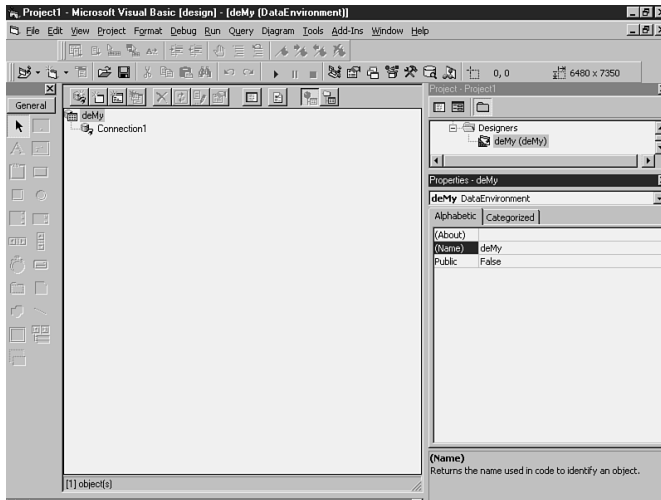 Project1 - Microsoft Visual Basic [design] - [deMy (DataEnvironment)]
File Edit View Project Format Debug Run Query Diagram Tools Add-Ins Window Help
0, 0 6480 x 7350
General
deMy
Connection1
[1] object(s)
Project - Project1
Designers
deMy (deMy)
Properties - deMy
deMy DataEnvironment
Alphabetic Categorized
(About)
(Name) deMy
Public False
(Name)
Returns the name used in code to identify an object.